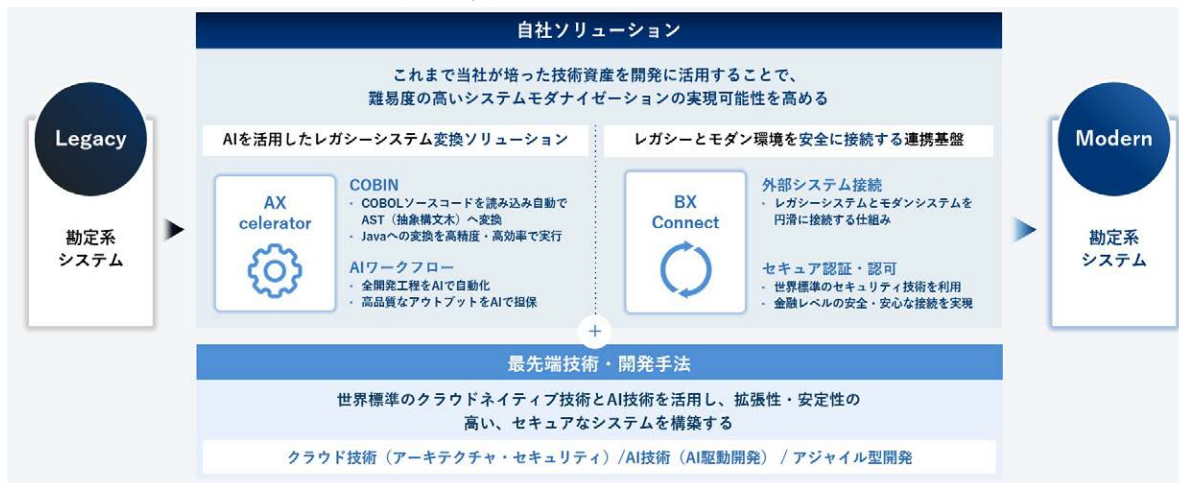 自社ソリューション
これまで当社が培った技術資産を開発に活用することで、
難易度の高いシステムモダナイゼーションの実現可能性を高める
Legacy
勘定系
システム
AIを活用したレガシーシステム変換ソリューション
AX
celerator
COBIN
・ COBOLソースコードを読み込み自動で
AST（抽象構文木）へ変換
・ Javaへの変換を高精度・高効率で実行
AIワークフロー
・ 全開発工程をAIで自動化
・ 高品質なアウトプットをAIで担保
レガシーとモダン環境を安全に接続する連携基盤
BX
Connect
外部システム接続
・ レガシーシステムとモダンシステムを
円滑に接続する仕組み
セキュア認証・認可
・ 世界標準のセキュリティ技術を利用
・ 金融レベルの安全・安心な接続を実現
Modern
勘定系
システム
+
最先端技術・開発手法
世界標準のクラウドネイティブ技術とAI技術を活用し、拡張性・安定性の
高い、セキュアなシステムを構築する
クラウド技術（アーキテクチャ・セキュリティ）/AI技術（AI駆動開発） / アジャイル型開発